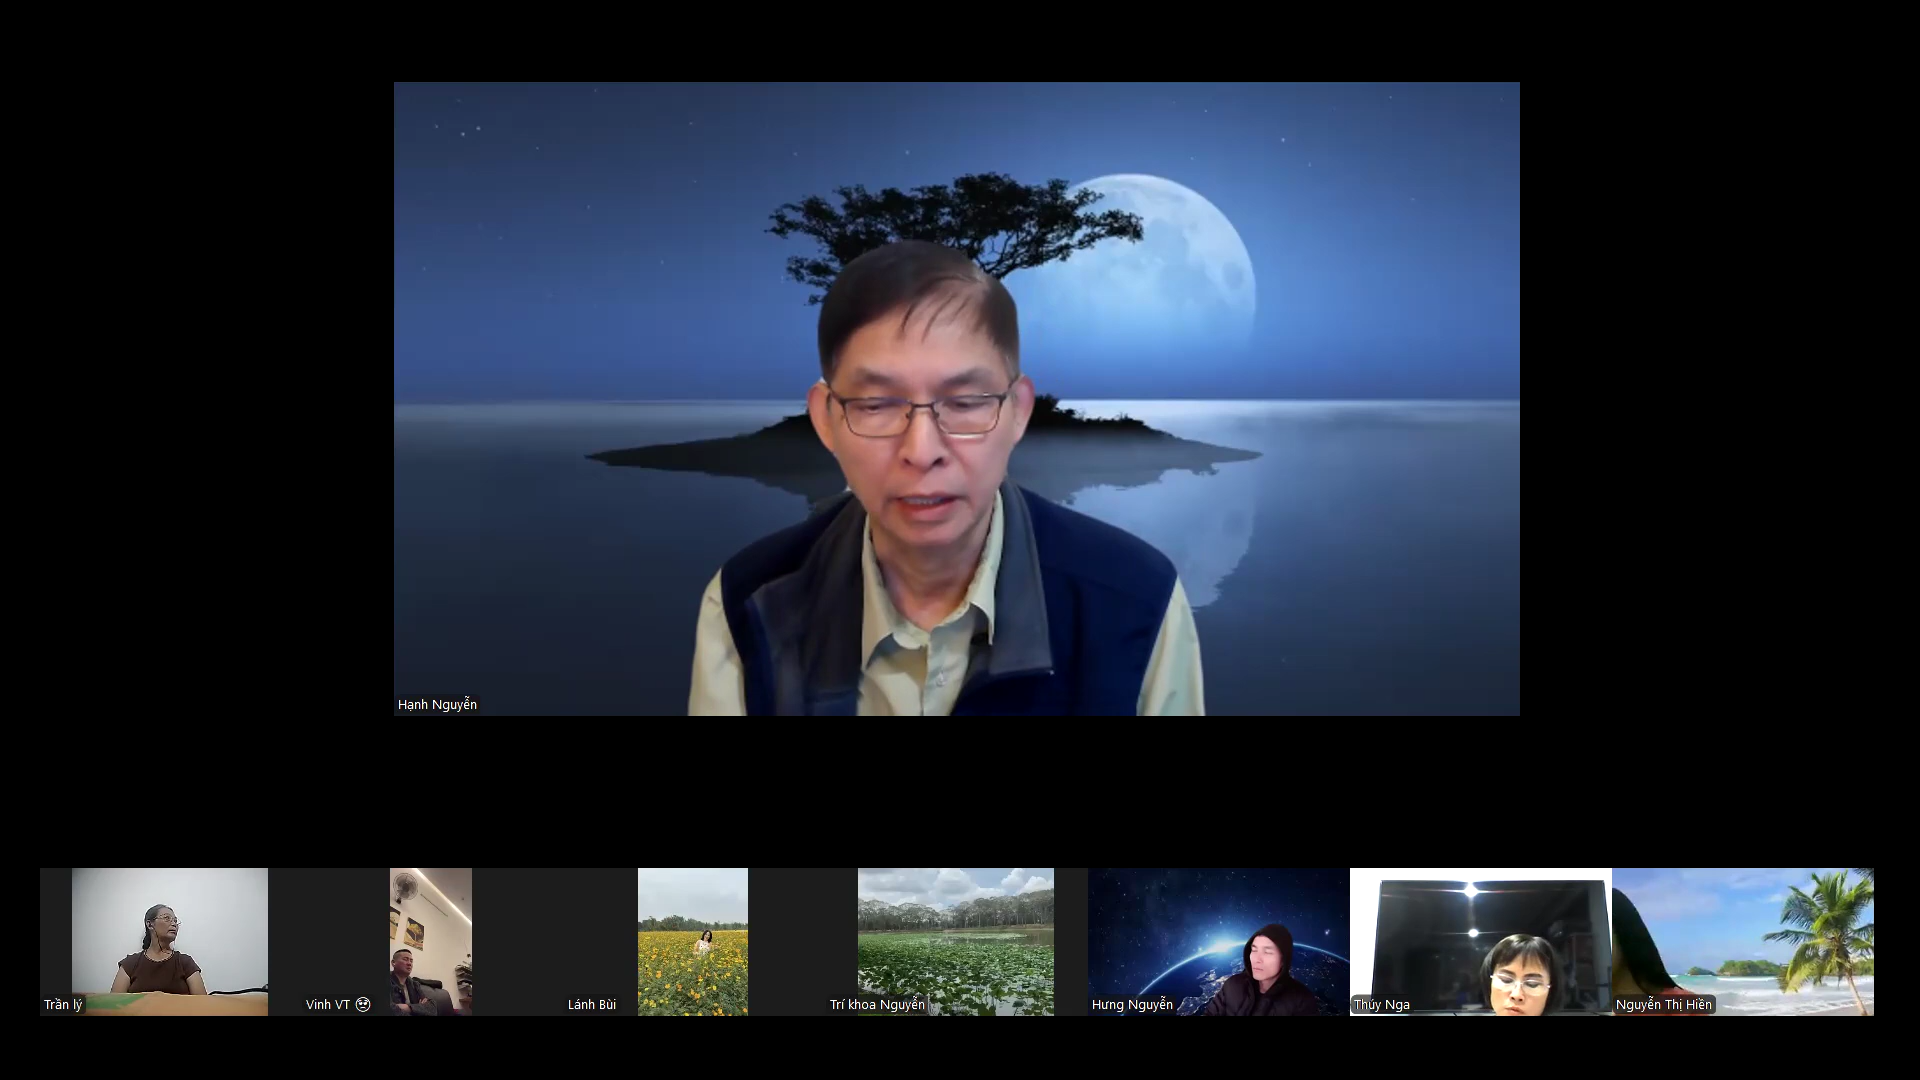 Hạnh Nguyễn
Trần lý
Vinh VT 😍
Lánh Bùi
Trí khoa Nguyễn
Hưng Nguyễn
Thúy Nga
Nguyễn Thị Hiền